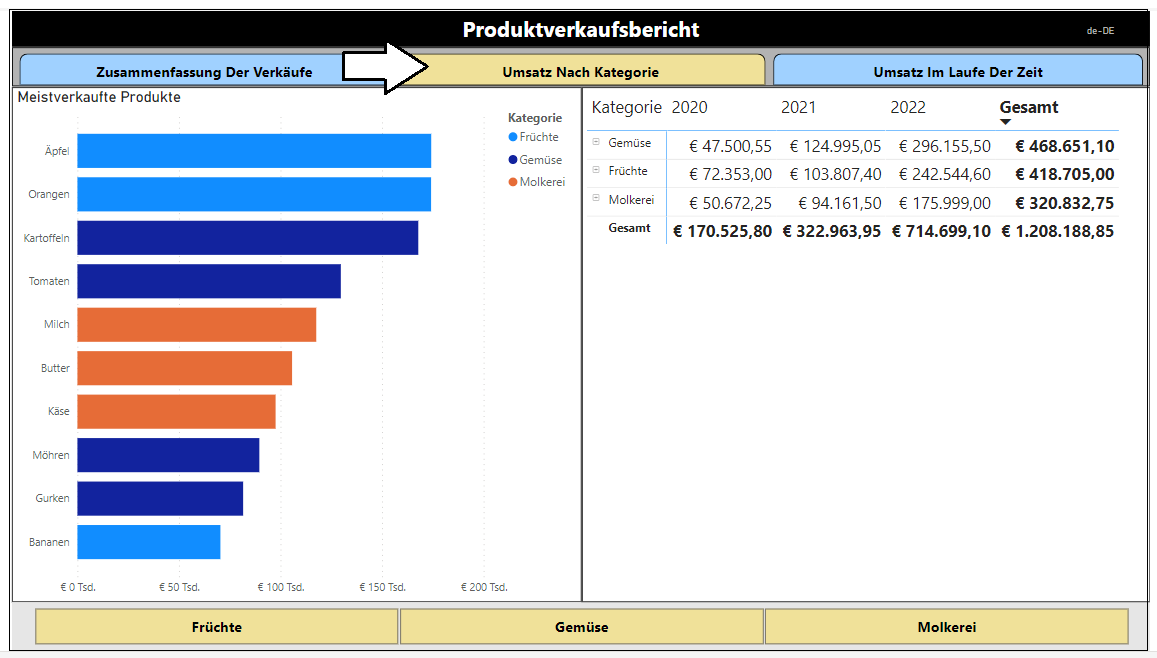 Produktverkaufsbericht
de-DE
Zusammenfassung Der Verkäufe
Umsatz Nach Kategorie
Umsatz Im Laufe Der Zeit
Meistverkaufte Produkte
Äpfel
Orangen
Kartoffeln
Tomaten
Milch
Butter
Käse
Möhren
Gurken
Bananen
€ 0 Tsd. € 50 Tsd. € 100 Tsd. € 150 Tsd. € 200 Tsd.
Kategorie
Früchte
Gemüse
Molkerei
Kategorie 2020 2021 2022 Gesamt
Gemüse € 47.500,55 € 124.995,05 € 296.155,50 € 468.651,10
Früchte € 72.353,00 € 103.807,40 € 242.544,60 € 418.705,00
Molkerei € 50.672,25 € 94.161,50 € 175.999,00 € 320.832,75
Gesamt € 170.525,80 € 322.963,95 € 714.699,10 € 1.208.188,85
Früchte
Gemüse
Molkerei